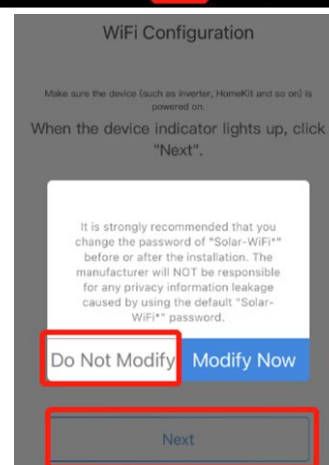 WiFi Configuration
Make sure the device (such as inverter, HomeKit and so on) is
powered on.
When the device indicator lights up, click
"Next".
It is strongly recommended that you
change the password of "Solar-WiFi*"
before or after the installation. The
manufacturer will NOT be responsible
for any privacy information leakage
caused by using the default "Solar-
WiFi*" password.
Do Not Modify Modify Now
Next